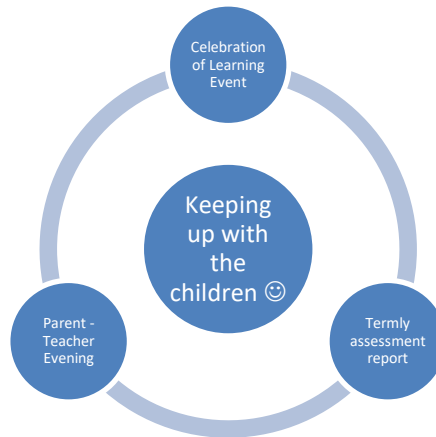 Celebration
of Learning
Event
Keeping
up with
the
children ☺
Parent -
Teacher
Evening
Termly
assessment
report